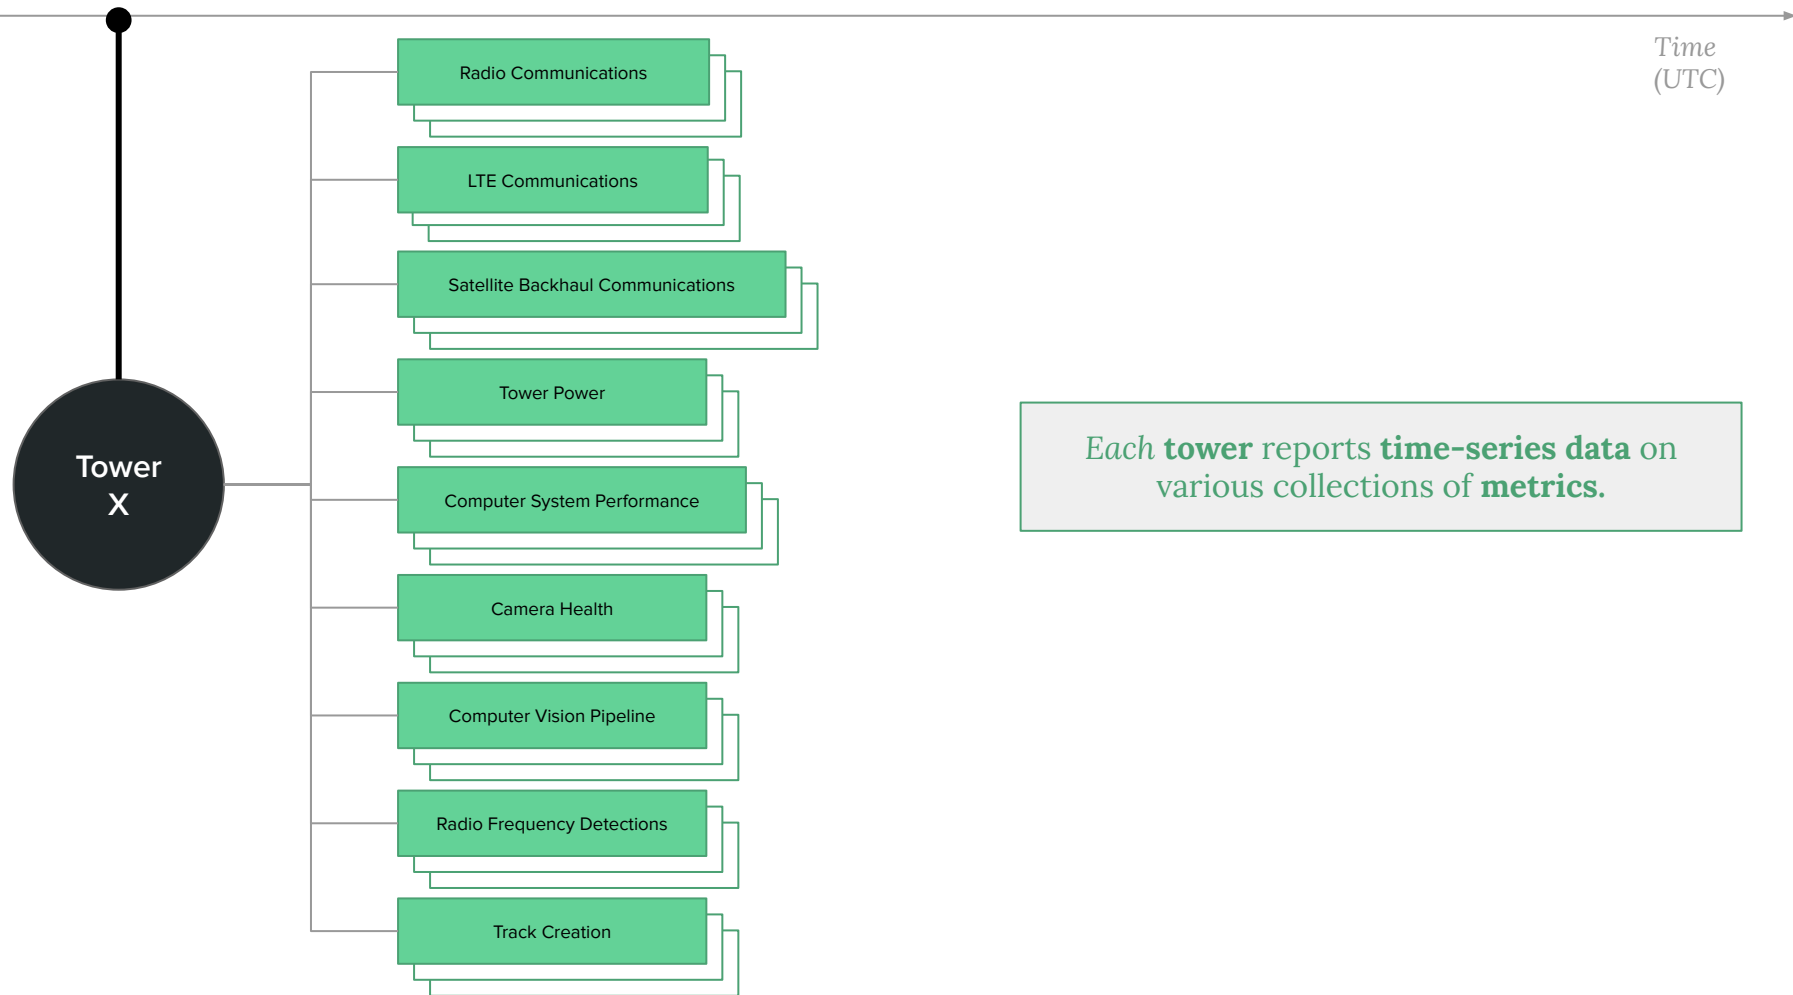 Time
(UTC)
Radio Communications
LTE Communications
Satellite Backhaul Communications
Tower Power
Tower
X
Each tower reports time-series data on
various collections of metrics.
Computer System Performance
Camera Health
Computer Vision Pipeline
Radio Frequency Detections
Track Creation